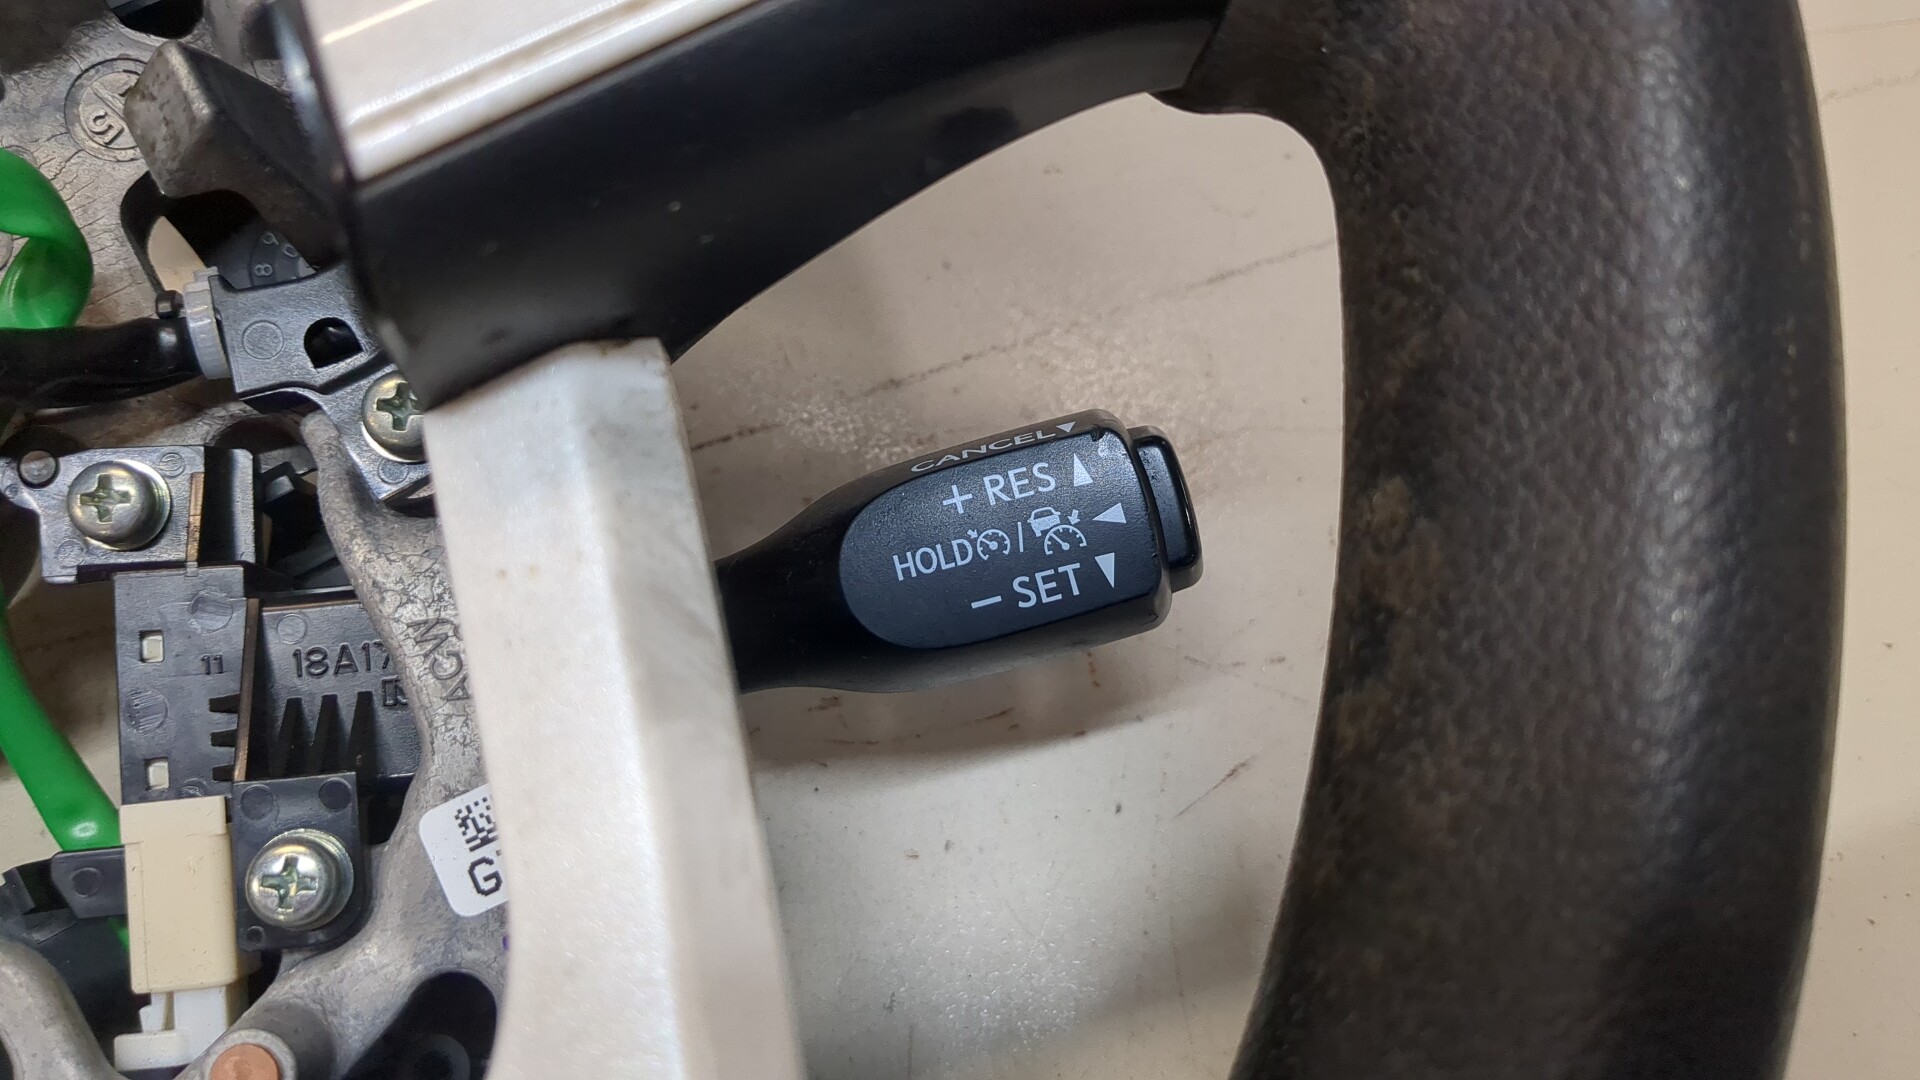 CANCEL▼
+ RES ▲
HOLD / ◀
− SET ▼
11
18A17
ACW
G